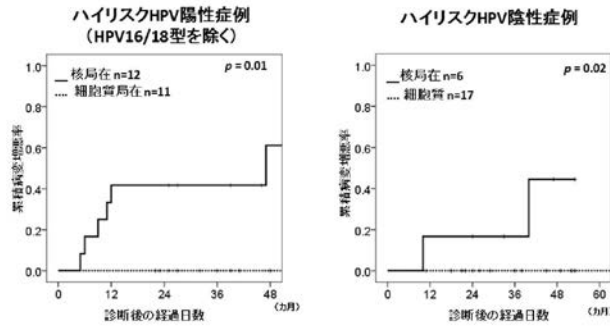 ハイリスクHPV陽性症例
（HPV16/18型を除く）
p = 0.01
核局在 n=12
細胞質局在 n=11
累積病変増悪率
1.0
0.8
0.6
0.4
0.2
0.0
0
12
24
36
48
（カ月）
診断後の経過日数
ハイリスクHPV陰性症例
p = 0.02
核局在 n=6
細胞質 n=17
累積病変増悪率
1.0
0.8
0.6
0.4
0.2
0.0
0
12
24
36
48
60
（カ月）
診断後の経過日数